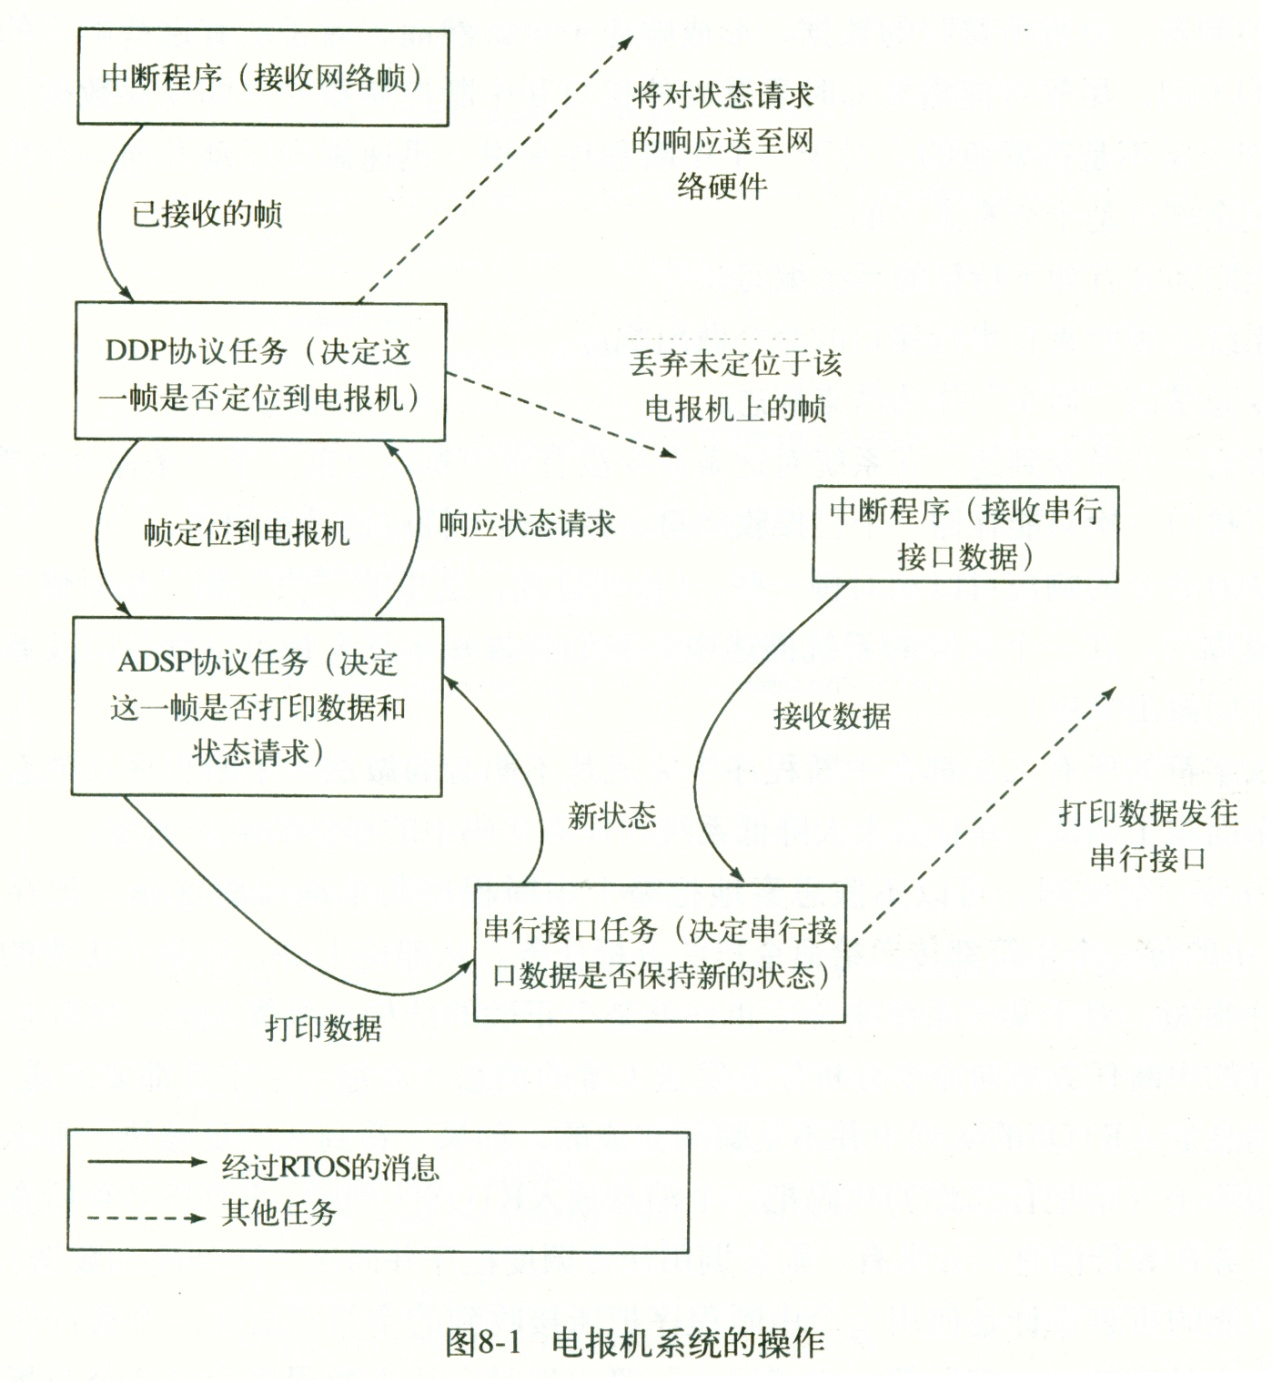 中断程序（接收网络帧）
将对状态请求
的响应送至网
络硬件
已接收的帧
DDP协议任务（决定这
一帧是否定位到电报机）
丢弃未定位于该
电报机上的帧
帧定位到电报机
响应状态请求
中断程序（接收串行
接口数据）
ADSP协议任务（决定
这一帧是否打印数据和
状态请求）
接收数据
新状态
打印数据发往
串行接口
串行接口任务（决定串行接
口数据是否保持新的状态）
打印数据
经过RTOS的消息
其他任务
图8-1 电报机系统的操作